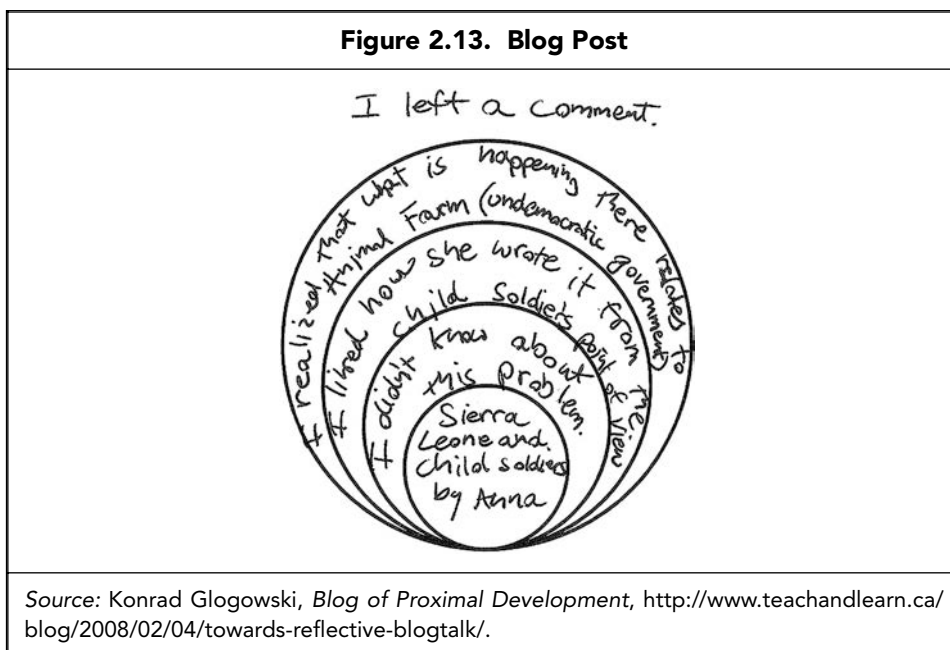 Figure 2.13. Blog Post
I left a comment.
I realized that what is happening there relates to
Animal Farm (undemocratic government)
I liked how she wrote it from the
child soldier's point of view
I didn't know about
this problem.
Sierra
Leone and
child soldiers
by Anna
Source: Konrad Glogowski, Blog of Proximal Development, http://www.teachandlearn.ca/
blog/2008/02/04/towards-reflective-blogtalk/.